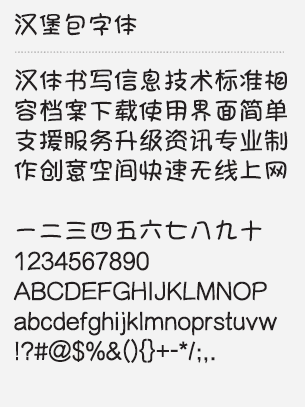 汉堡包字体
汉体书写信息技术标准相
容档案下载使用界面简单
支援服务升级资讯专业制
作创意空间快速无线上网
一二三四五六七八九十
1234567890
ABCDEFGHIJKLMNOP
abcdefghijklmnoprstuvw
!?#@$%&(){}+-*/;,.